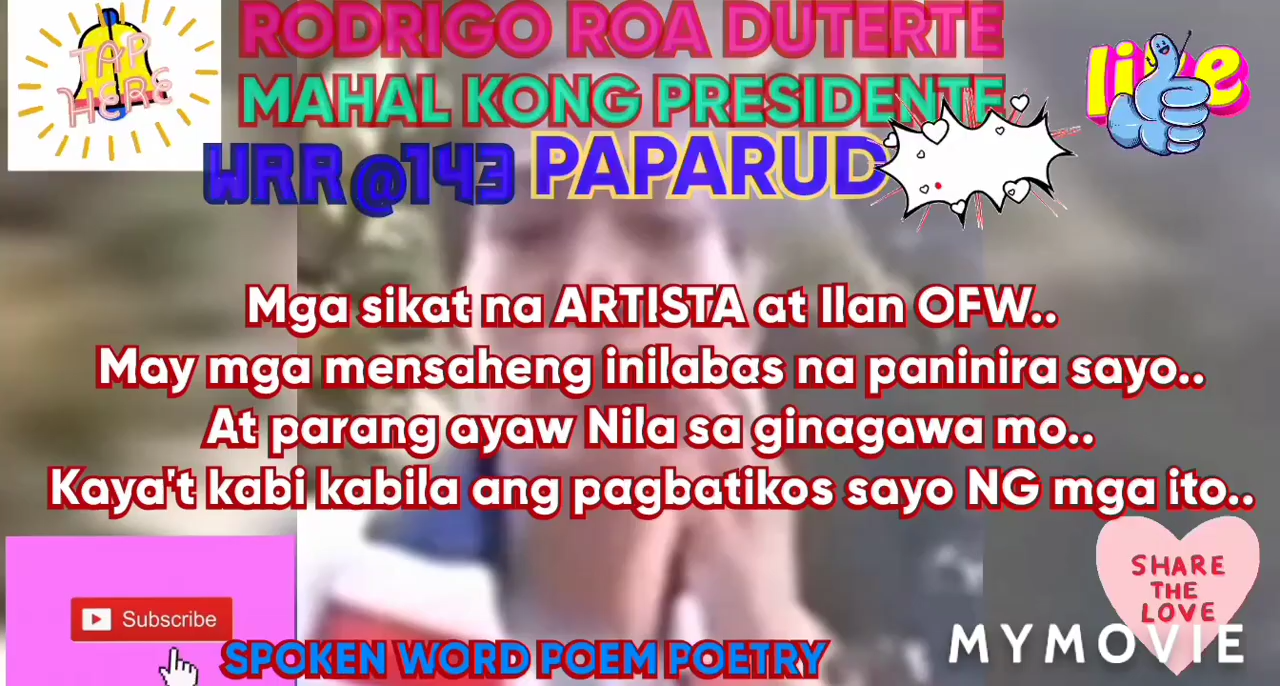 TAP
HERE
RODRIGO ROA DUTERTE
like
MAHAL KONG PRESIDENTE
WRR@143 PAPARUD
Mga sikat na ARTISTA at Ilan OFW..
May mga mensaheng inilabas na paninira sayo..
At parang ayaw Nila sa ginagawa mo..
Kaya't kabi kabila ang pagbatikos sayo NG mga ito..
SHARE
THE
LOVE
Subscribe
MYMOVIE
SPOKEN WORD POEM POETRY